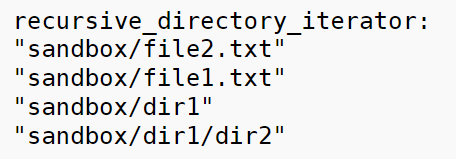 recursive_directory_iterator:
"sandbox/file2.txt"
"sandbox/file1.txt"
"sandbox/dir1"
"sandbox/dir1/dir2"